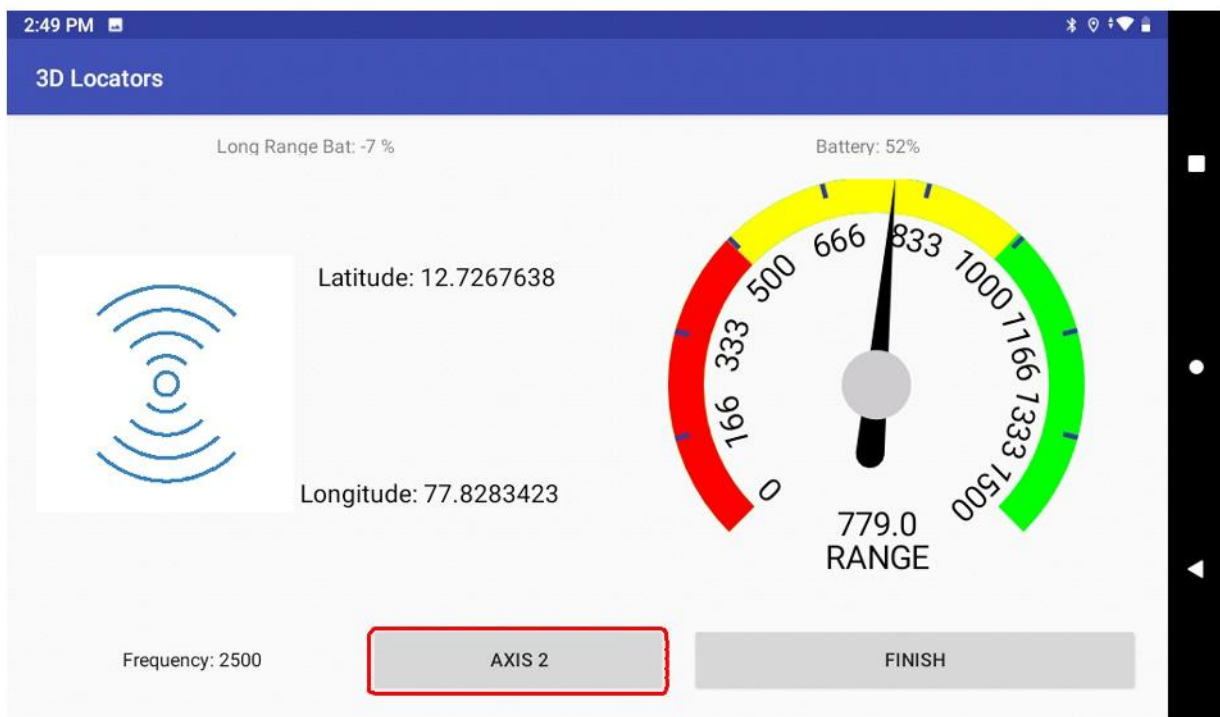 2:49 PM
3D Locators
Long Range Bat: -7 %
Battery: 52%
Latitude: 12.7267638
Longitude: 77.8283423
0
166
333
500
666
833
1000
1166
1333
1500
779.0
RANGE
Frequency: 2500
AXIS 2
FINISH